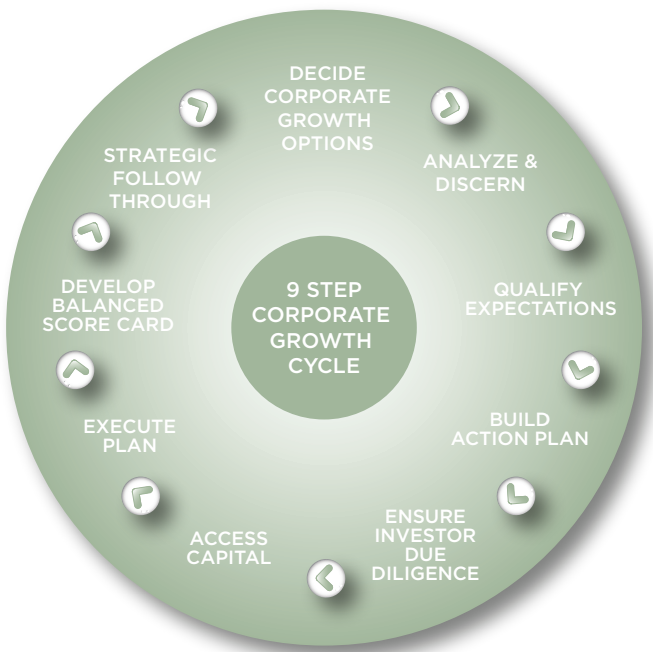 DECIDE
CORPORATE
GROWTH
OPTIONS
ANALYZE &
DISCERN
QUALIFY
EXPECTATIONS
BUILD
ACTION PLAN
ENSURE
INVESTOR
DUE
DILIGENCE
ACCESS
CAPITAL
EXECUTE
PLAN
DEVELOP
BALANCED
SCORE CARD
STRATEGIC
FOLLOW
THROUGH
9 STEP
CORPORATE
GROWTH
CYCLE